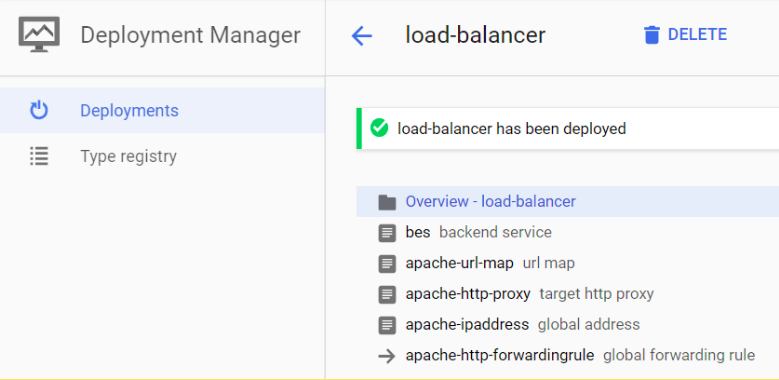 Deployment Manager
load-balancer
DELETE
Deployments
Type registry
load-balancer has been deployed
Overview - load-balancer
bes backend service
apache-url-map url map
apache-http-proxy target http proxy
apache-ipaddress global address
apache-http-forwardingrule global forwarding rule